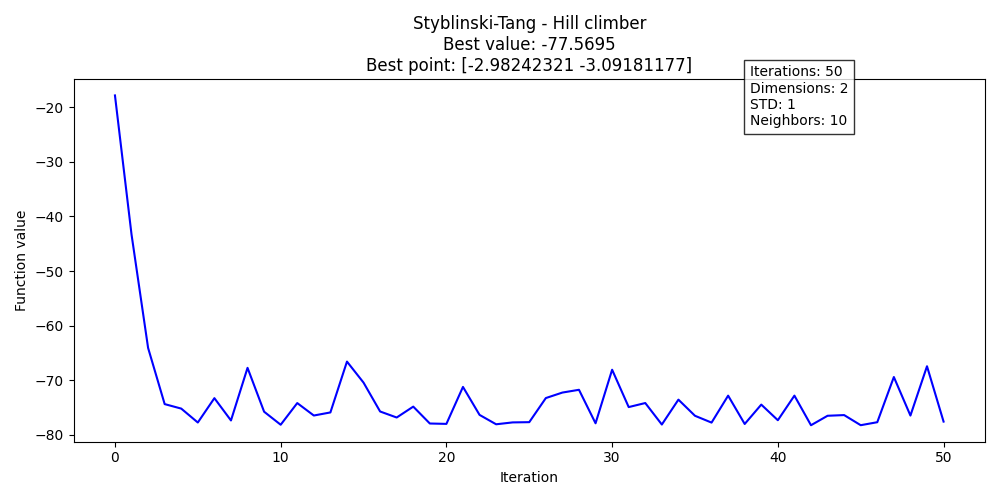 Styblinski-Tang - Hill climber
Best value: -77.5695
Best point: [-2.98242321 -3.09181177]
Iterations: 50
Dimensions: 2
STD: 1
Neighbors: 10
Function value
−20
−30
−40
−50
−60
−70
−80
0 10 20 30 40 50
Iteration